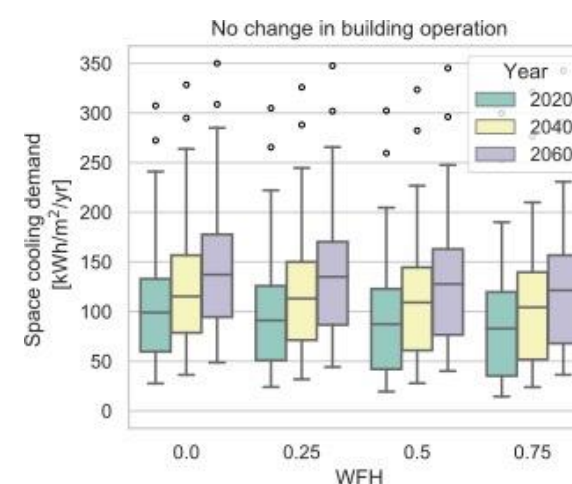 No change in building operation
Space cooling demand
[kWh/m²/yr]
350
300
250
200
150
100
50
0
Year
2020
2040
2060
0.0 0.25 0.5 0.75
WFH